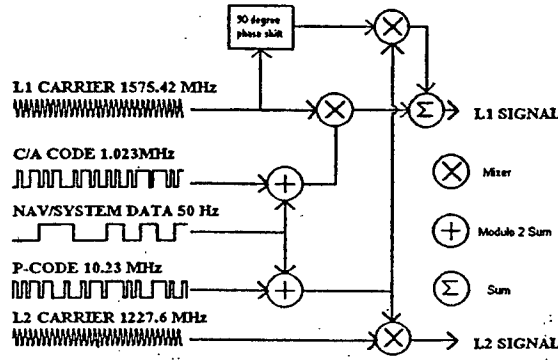 90 degree
phase shift
L1 CARRIER 1575.42 MHz
L1 SIGNAL
C/A CODE 1.023MHz
Mixer
NAV/SYSTEM DATA 50 Hz
Module 2 Sum
P-CODE 10.23 MHz
Σ Sum
L2 CARRIER 1227.6 MHz
L2 SIGNAL